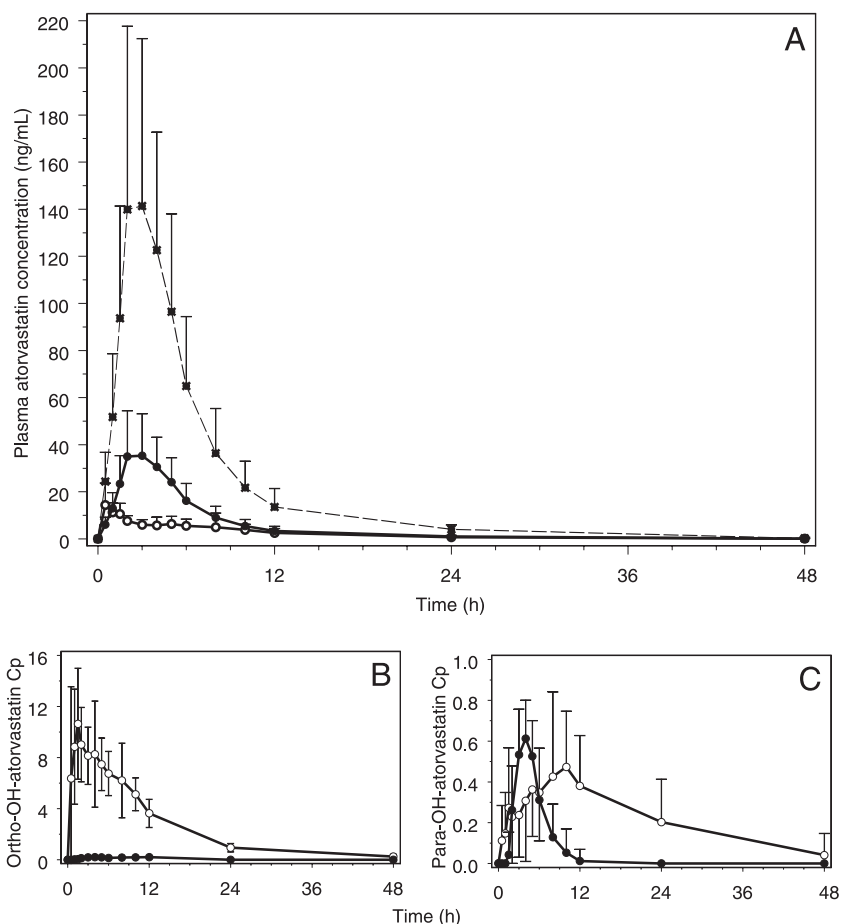 A
Plasma atorvastatin concentration (ng/mL)
220
200
180
160
140
120
100
80
60
40
20
0
0 12 24 36 48
Time (h)
B
Ortho-OH-atorvastatin Cp
16
12
8
4
0
0 12 24 36 48
C
Para-OH-atorvastatin Cp
1.0
0.8
0.6
0.4
0.2
0.0
0 12 24 36 48
Time (h)